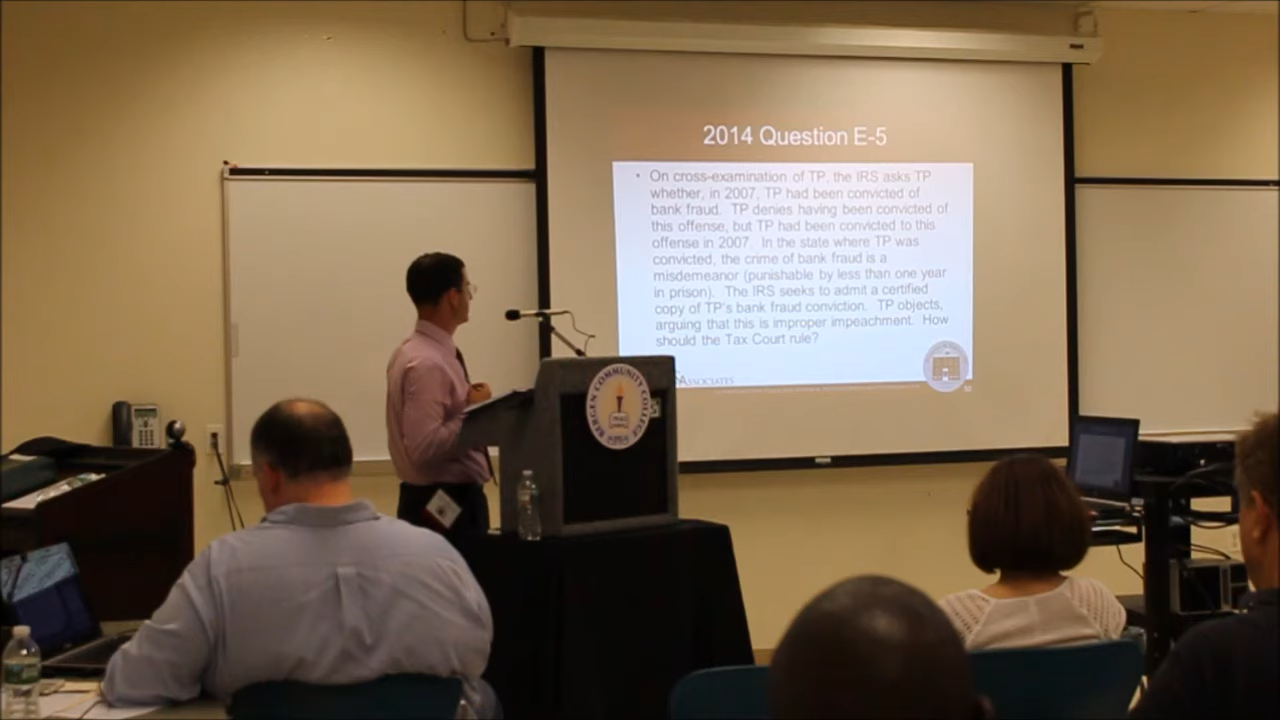 2014 Question E-5
• On cross-examination of TP, the IRS asks TP
whether, in 2007, TP had been convicted of
bank fraud. TP denies having been convicted of
this offense, but TP had been convicted to this
offense in 2007. In the state where TP was
convicted, the crime of bank fraud is a
misdemeanor (punishable by less than one year
in prison). The IRS seeks to admit a certified
copy of TP's bank fraud conviction. TP objects,
arguing that this is improper impeachment. How
should the Tax Court rule?
ASSOCIATES
BERGEN COMMUNITY COLLEGE